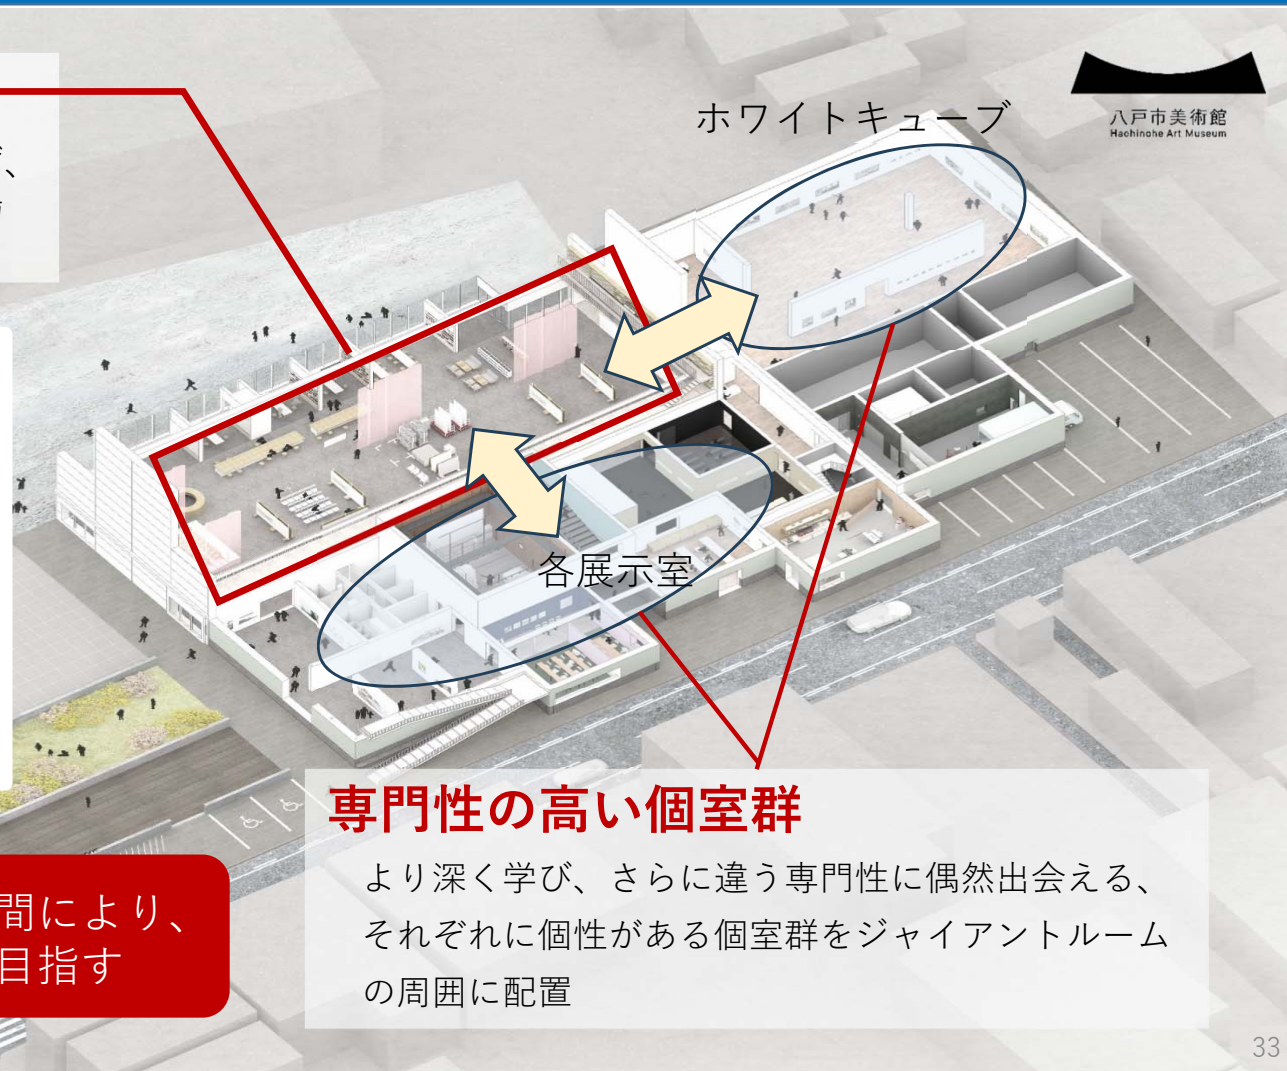 ホワイトキューブ
八戸市美術館
Hachinohe Art Museum
各展示室
専門性の高い個室群
より深く学び、さらに違う専門性に偶然出会える、
それぞれに個性がある個室群をジャイアントルーム
の周囲に配置
間により、
目指す
33